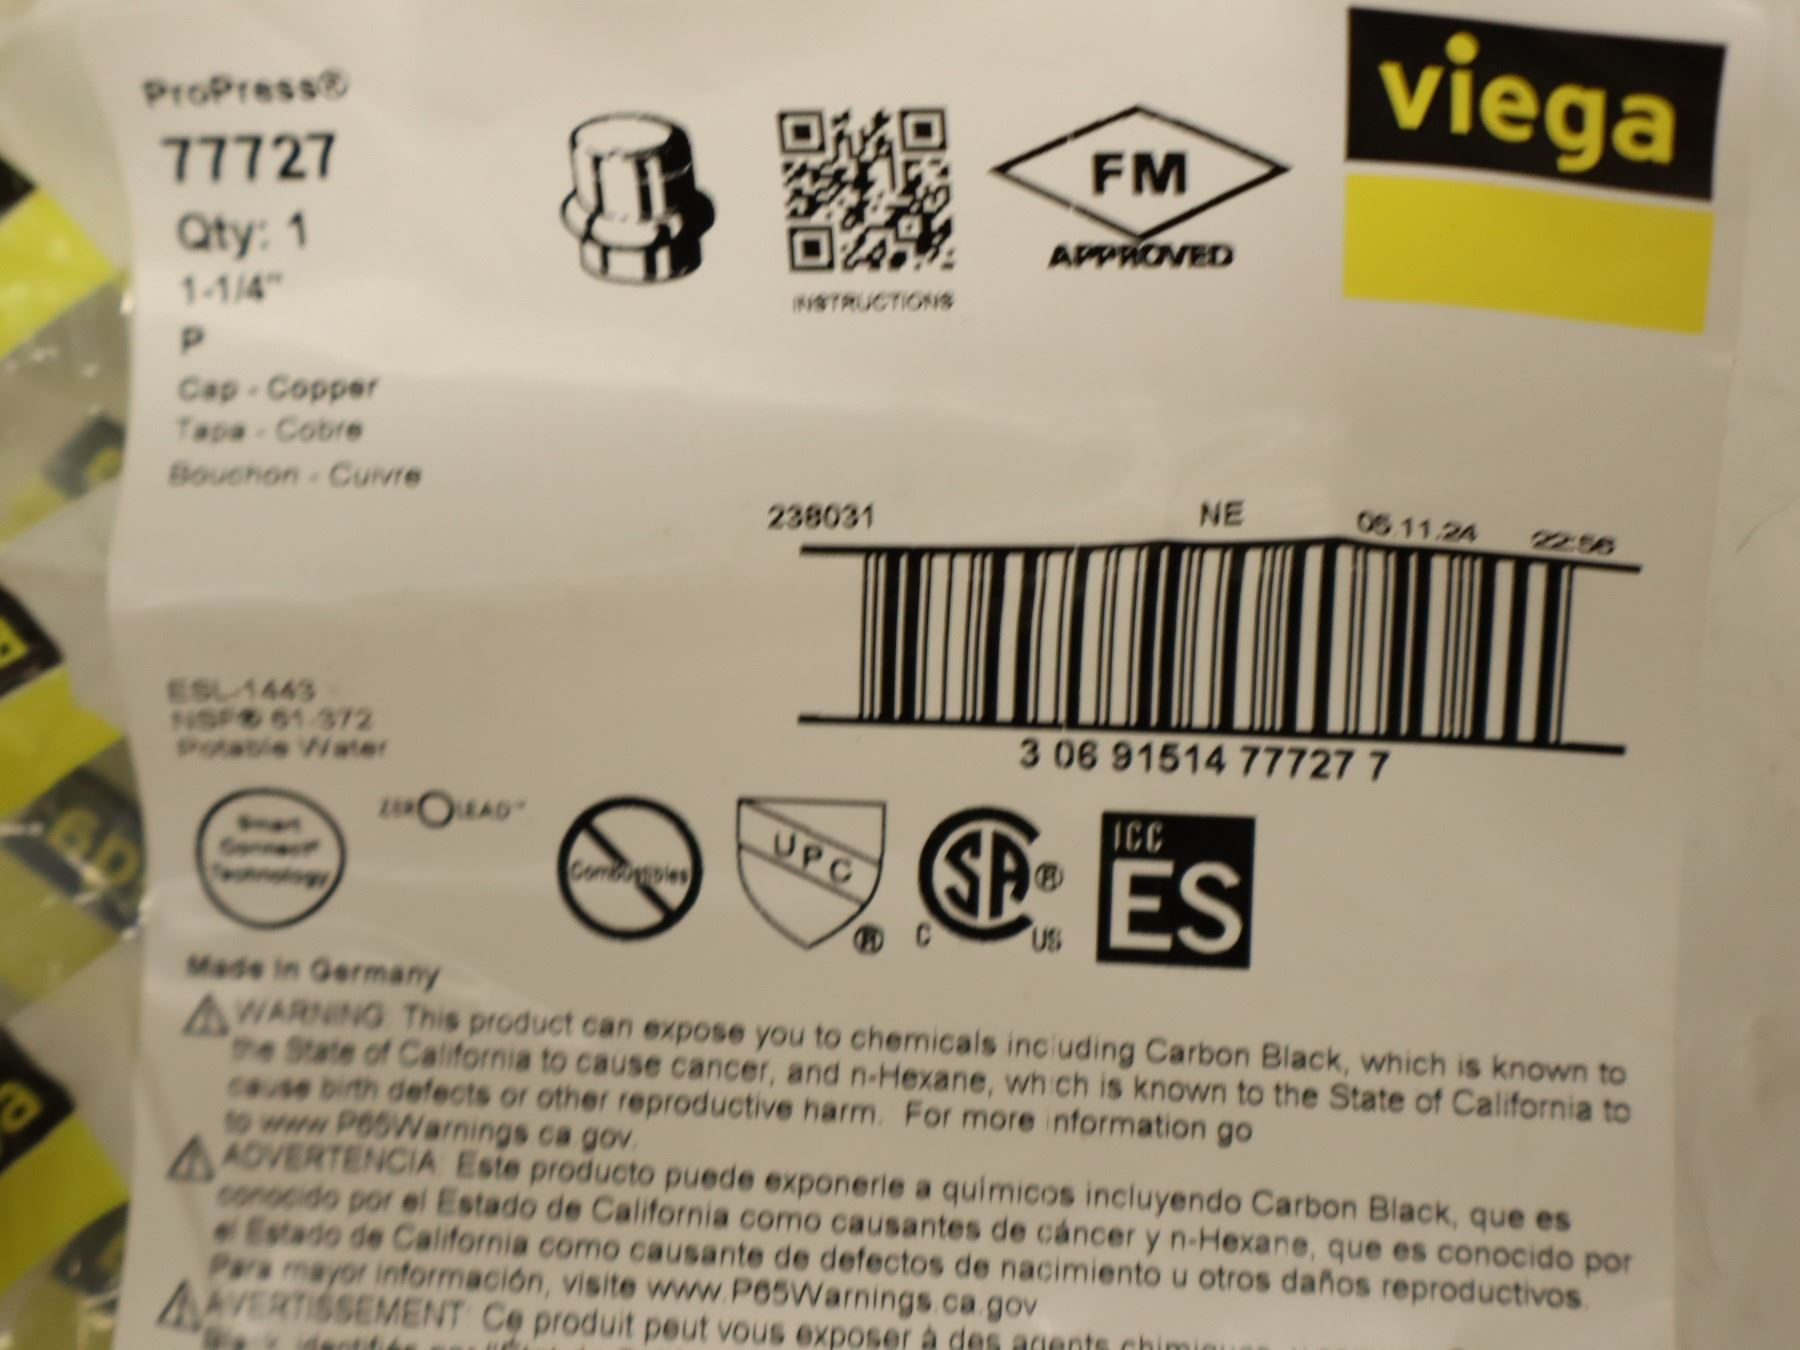 ProPress®
77727
Qty: 1
1-1/4"
P
Cap - Copper
Tapa - Cobre
Bouchon - Cuivre
INSTRUCTIONS
FM
APPROVED
viega
238031 NE 05.11.24 22:56
3 06 91514 77727 7
ESL-1443
NSF® 61-372
Potable Water
Smart
Connect®
Technology
ZERO LEAD™
Combustibles
UPC
®
SA®
C US
ICC
ES
Made in Germany
WARNING: This product can expose you to chemicals including Carbon Black, which is known to
the State of California to cause cancer, and n-Hexane, which is known to the State of California to
cause birth defects or other reproductive harm. For more information go
to www.P65Warnings.ca.gov.
ADVERTENCIA: Este producto puede exponerle a químicos incluyendo Carbon Black, que es
conocido por el Estado de California como causantes de cáncer y n-Hexane, que es conocido por
el Estado de California como causante de defectos de nacimiento u otros daños reproductivos.
Para mayor información, visite www.P65Warnings.ca.gov
AVERTISSEMENT: Ce produit peut vous exposer à des agents